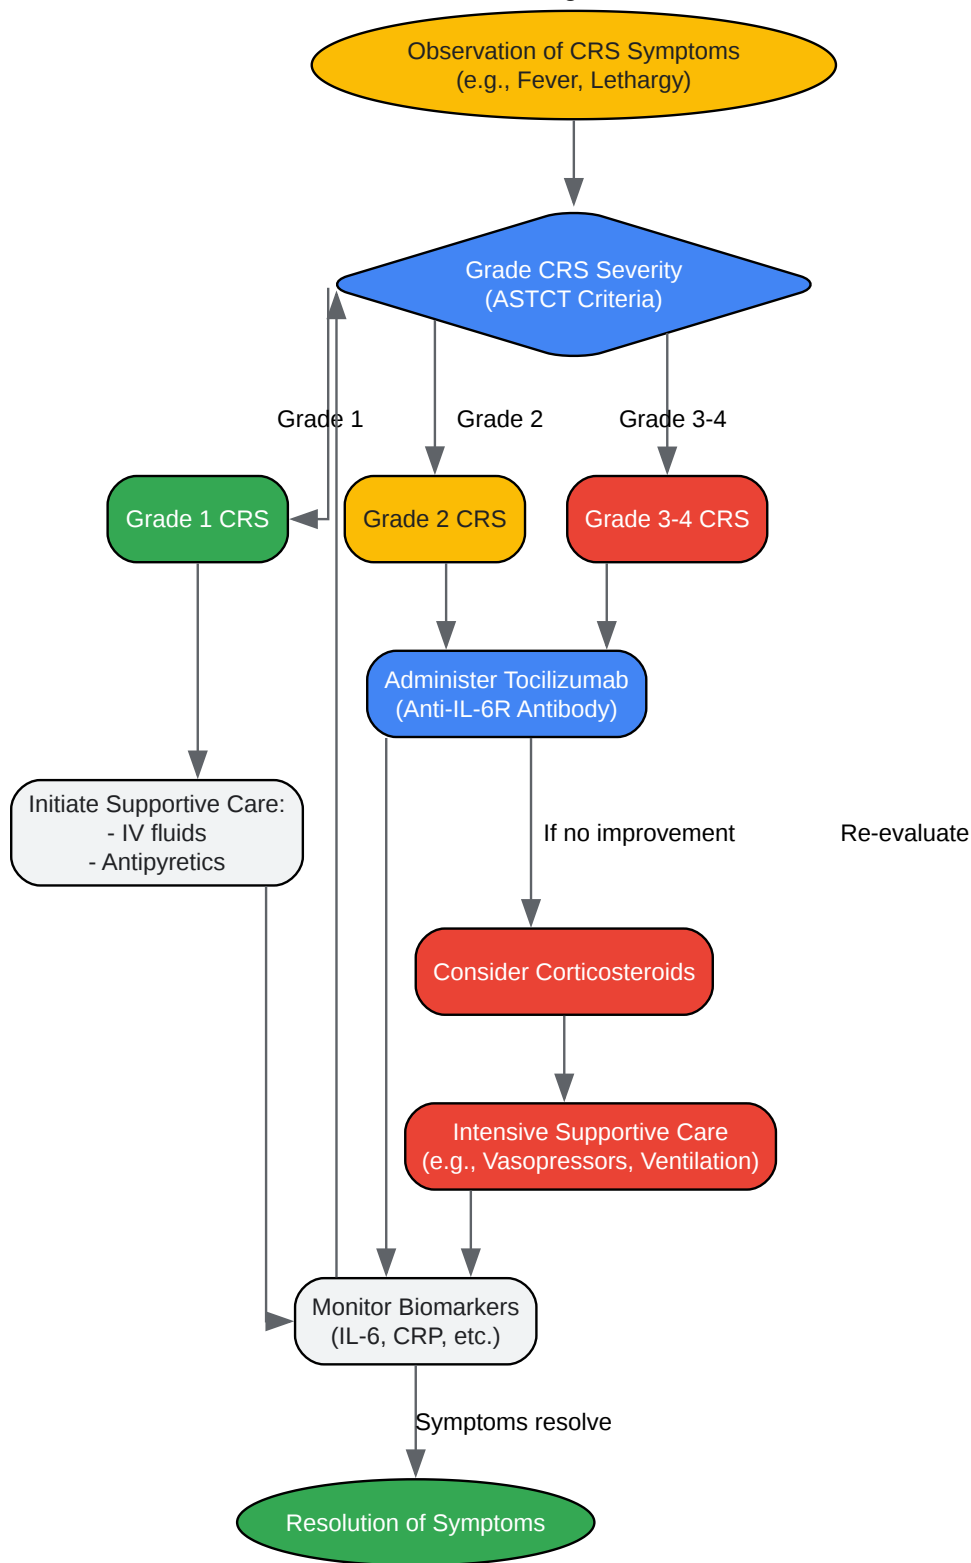 Observation of CRS Symptoms
(e.g., Fever, Lethargy)
Grade CRS Severity
(ASTCT Criteria)
Grade 1
Grade 2
Grade 3-4
Grade 1 CRS
Grade 2 CRS
Grade 3-4 CRS
Administer Tocilizumab
(Anti-IL-6R Antibody)
Initiate Supportive Care:
- IV fluids
- Antipyretics
If no improvement
Re-evaluate
Consider Corticosteroids
Intensive Supportive Care
(e.g., Vasopressors, Ventilation)
Monitor Biomarkers
(IL-6, CRP, etc.)
Symptoms resolve
Resolution of Symptoms